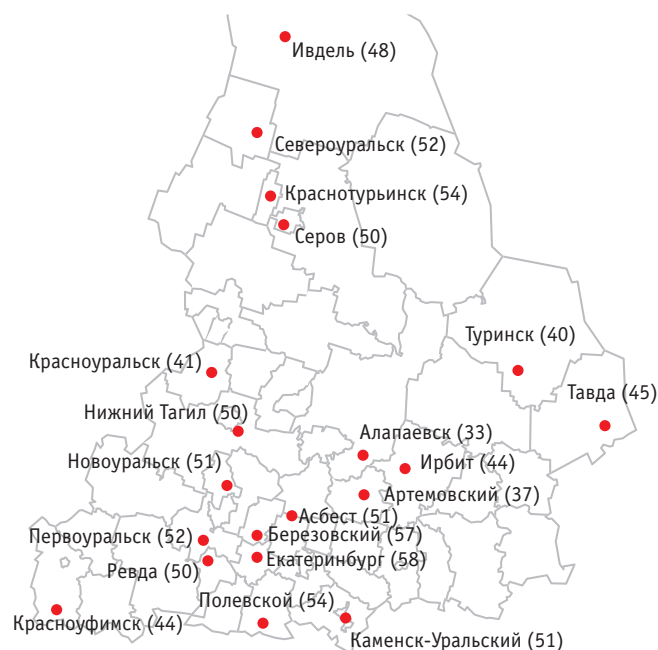 Ивдель (48)
Североуральск (52)
Краснотурьинск (54)
Серов (50)
Туринск (40)
Красноуральск (41)
Тавда (45)
Нижний Тагил (50)
Алапаевск (33)
Новоуральск (51)
Ирбит (44)
Артемовский (37)
Асбест (51)
Первоуральск (52)
Березовский (57)
Ревда (50)
Екатеринбург (58)
Полевской (54)
Красноуфимск (44)
Каменск-Уральский (51)